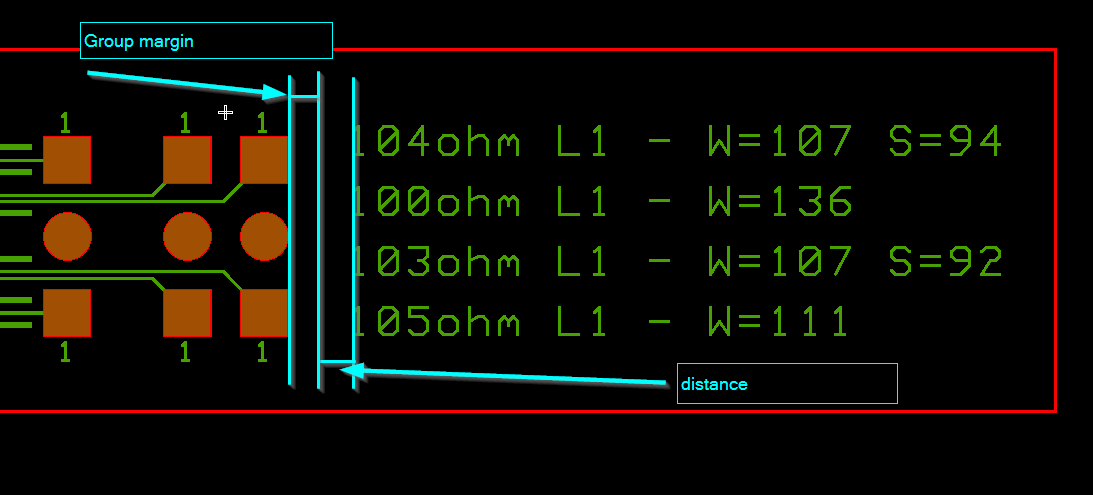 Group margin
1 1 1
104ohm L1 - W=107 S=94
100ohm L1 - W=136
103ohm L1 - W=107 S=92
105ohm L1 - W=111
1 1 1
distance